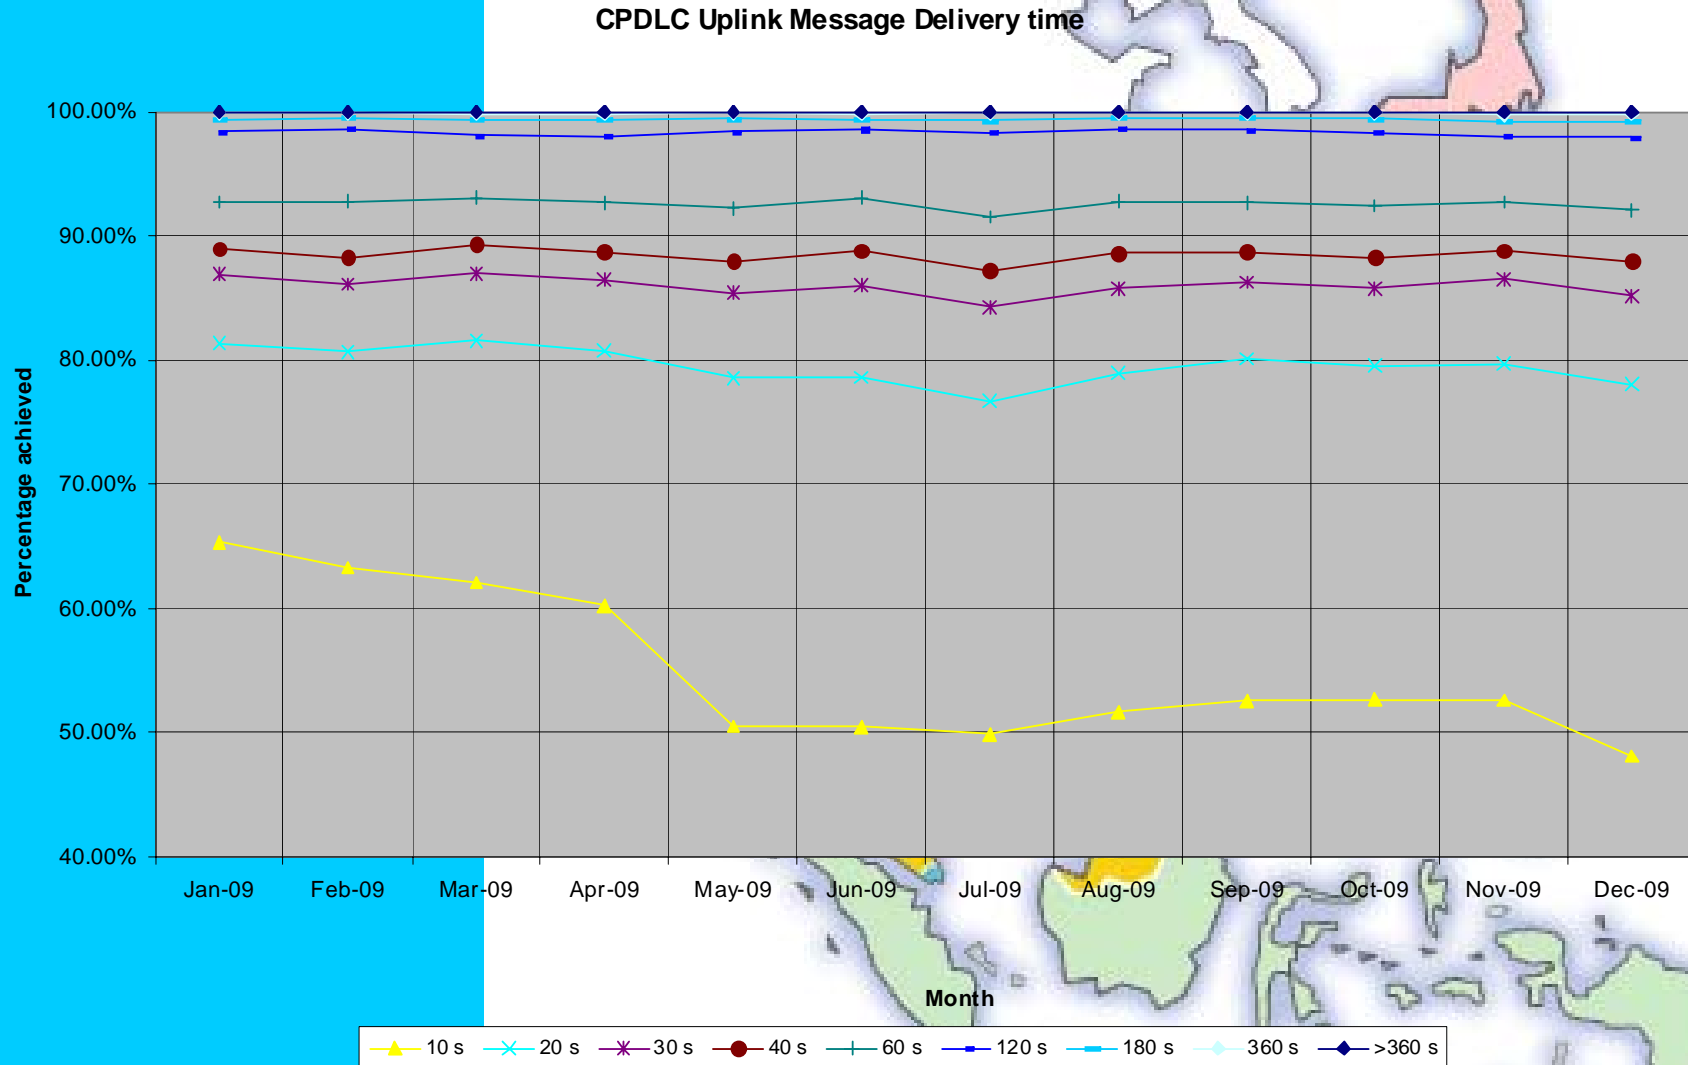 CPDLC Uplink Message Delivery time
100.00%
90.00%
80.00%
70.00%
60.00%
50.00%
40.00%
Percentage achieved
Jan-09 Feb-09 Mar-09 Apr-09 May-09 Jun-09 Jul-09 Aug-09 Sep-09 Oct-09 Nov-09 Dec-09
Month
10 s 20 s 30 s 40 s 60 s 120 s 180 s 360 s >360 s